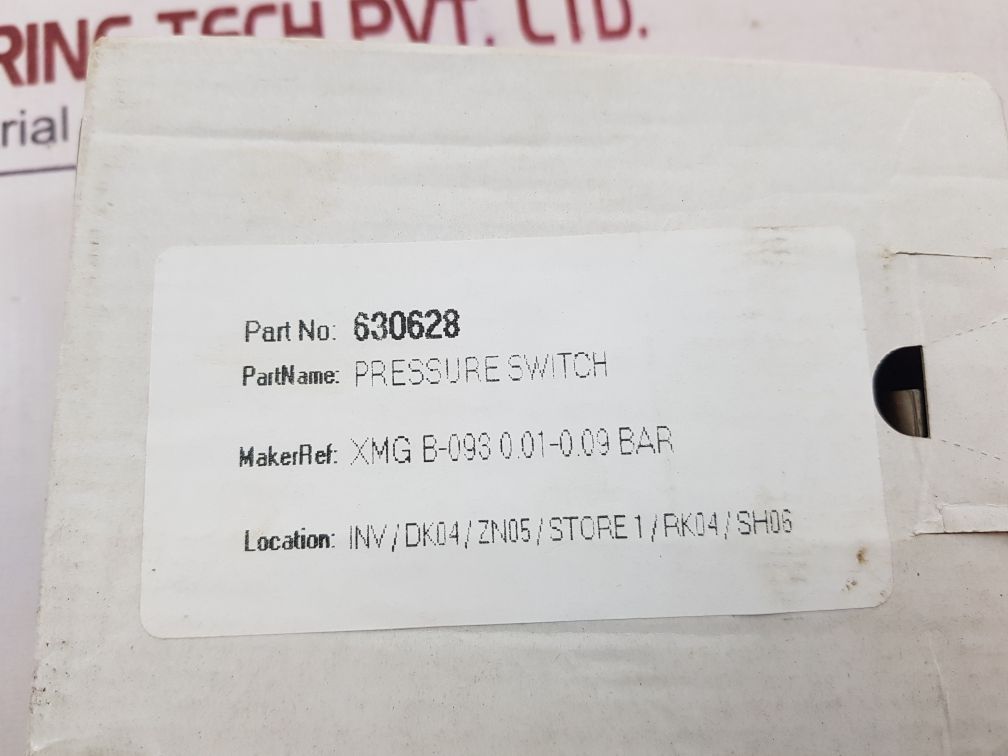 RING TECH PVT. LTD.
rial
Part No: 630628
PartName: PRESSURE SWITCH
MakerRef: XMG B-093 0.01-0.09 BAR
Location: INV/DK04/ZN05/STORE 1/RK04/SH06